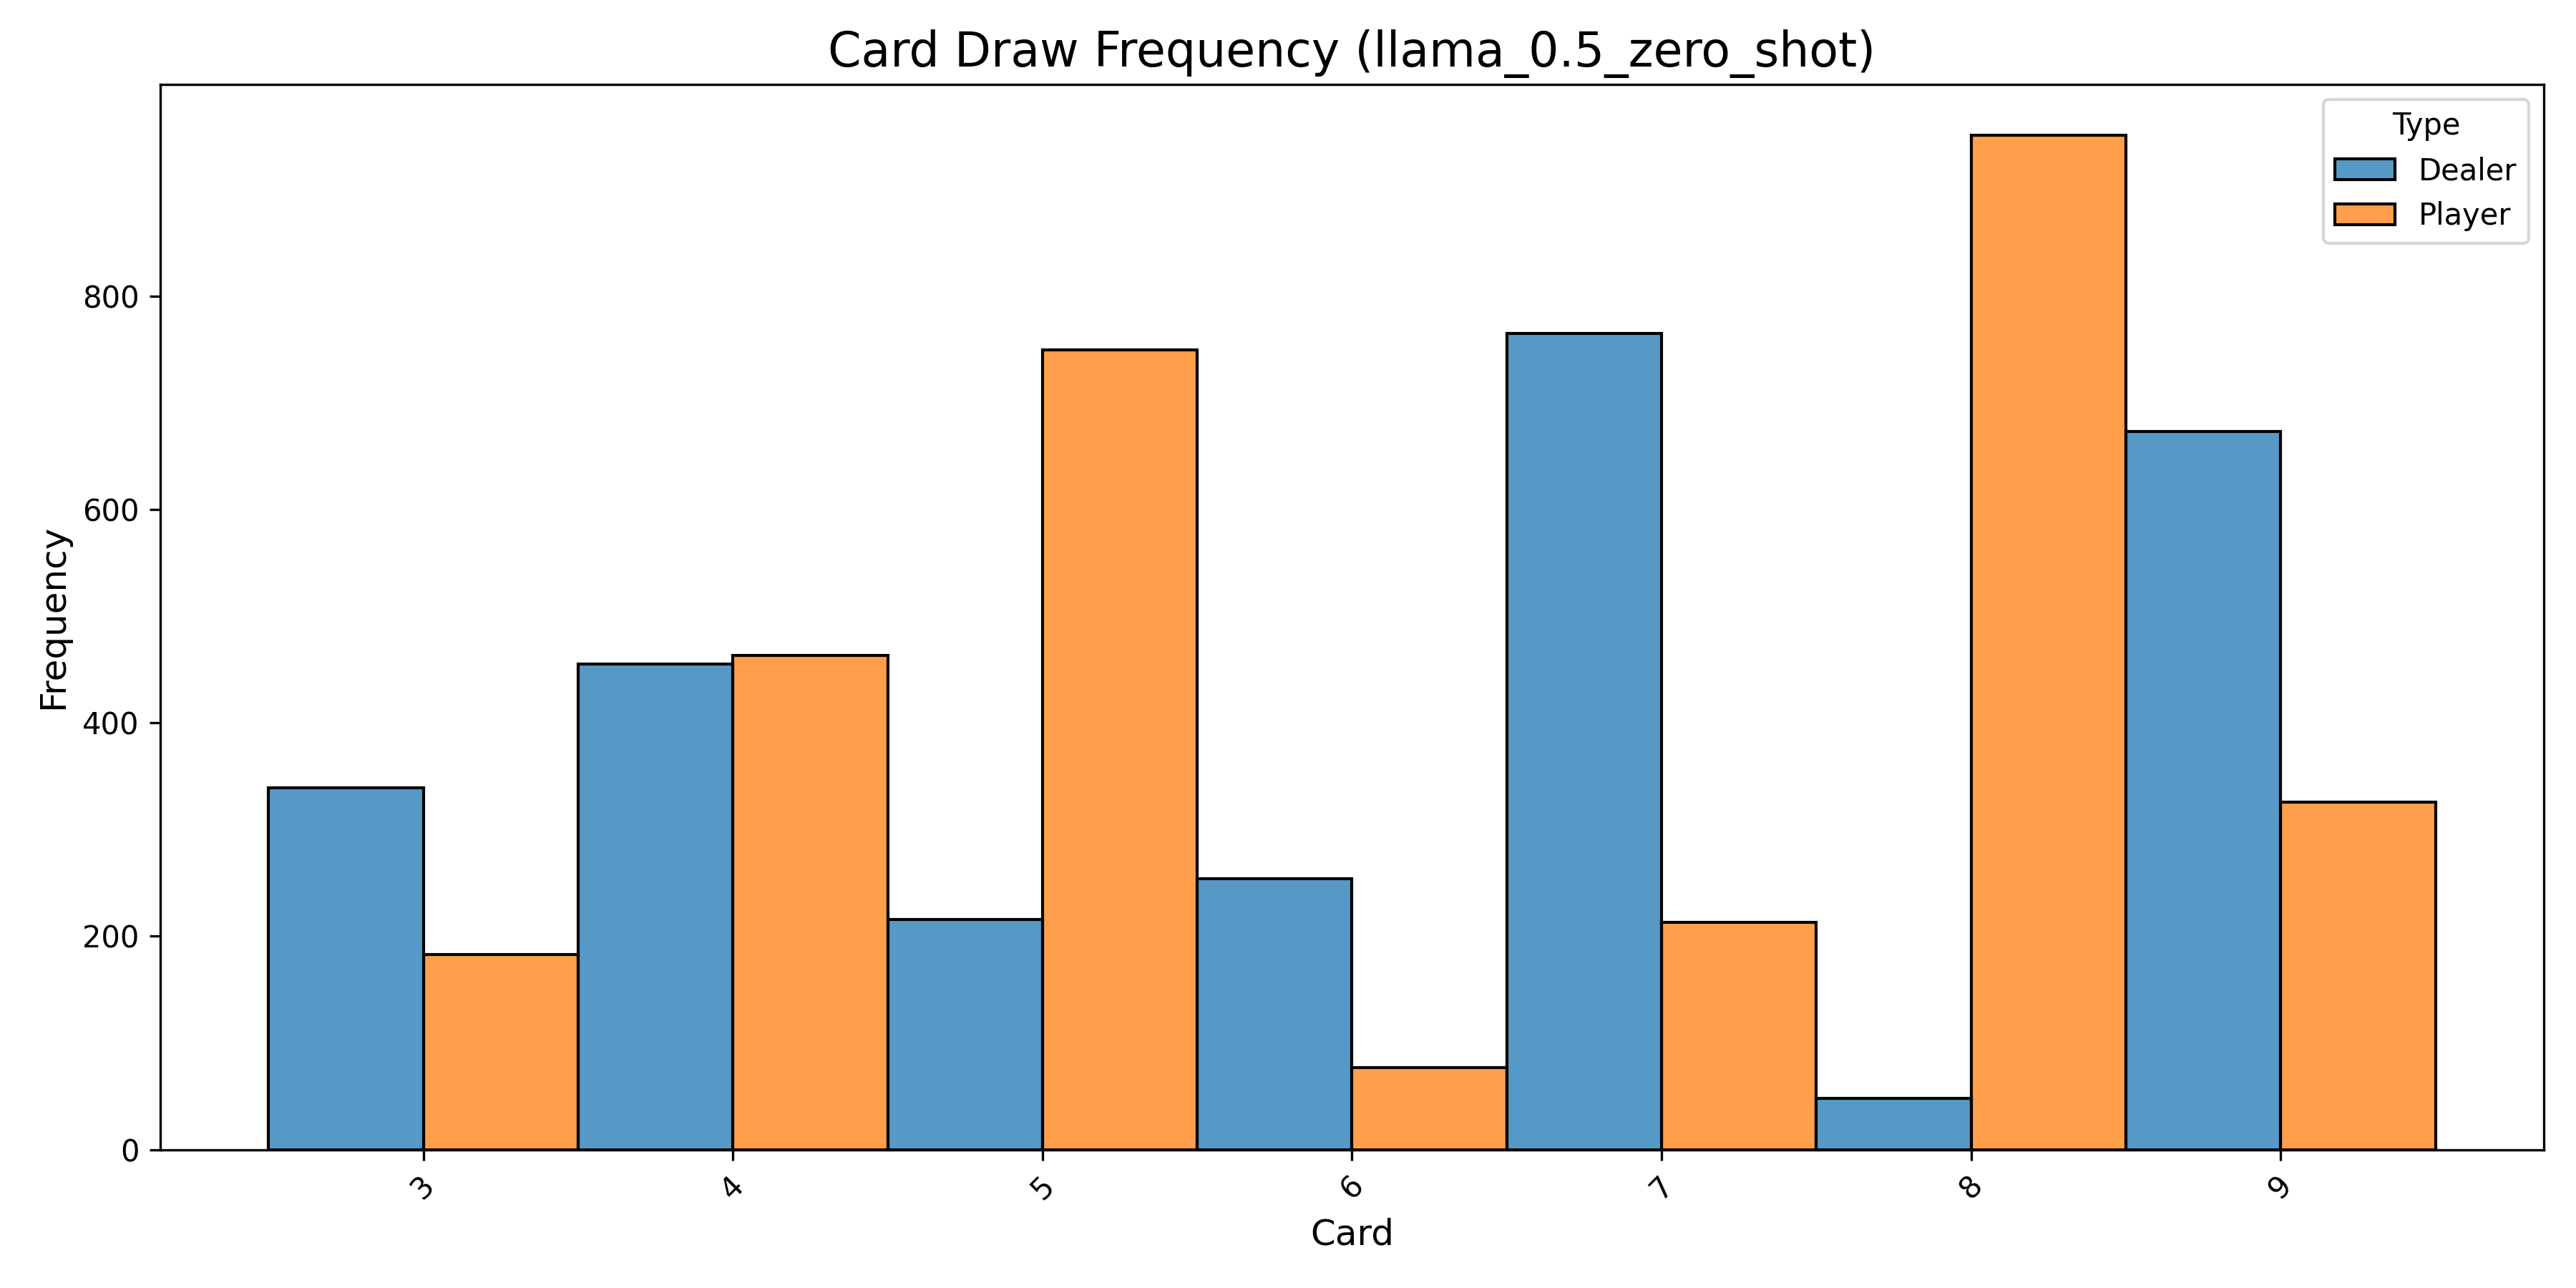 Card Draw Frequency (llama_0.5_zero_shot)
Type
Dealer
Player
800
600
400
200
0
Frequency
3 4 5 6 7 8 9
Card